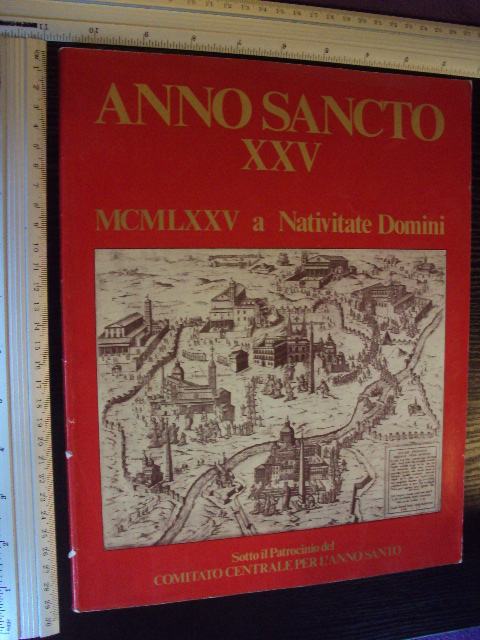 ANNO SANCTO
XXV
MCMLXXV a Nativitate Domini
Sotto il Patrocinio del
COMITATO CENTRALE PER L'ANNO SANTO